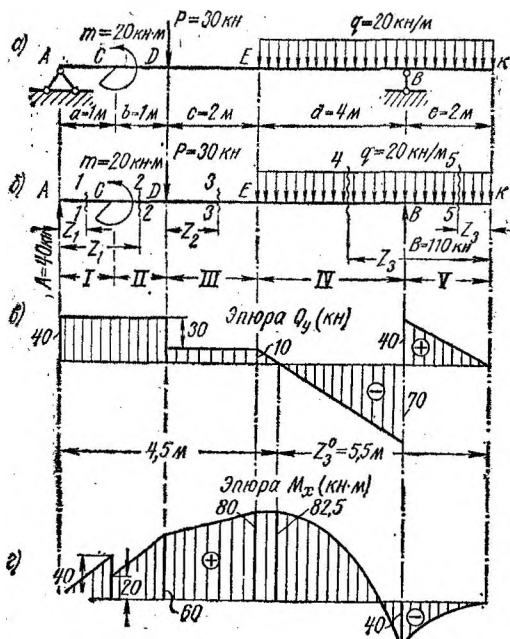 а)
m=20кн·м
P=30кн
q=20кн/м
A
C
D
E
B
к
a=1м
b=1м
c=2м
d=4м
e=2м
б)
m=20кн·м
P=30кн
q=20кн/м
A
1
C
2
D
3
E
4
5
к
1
2
3
4
B
5
Z₁
Z₁
Z₂
Z₃
Z₃
A=40кн
B=110кн
I
II
III
IV
V
в)
Эпюра Qy (кн)
40
30
10
40
70
+
−
4,5м
Z₃⁰=5,5м
Эпюра Mx (кн·м)
г)
40
20
60
80
82,5
40
+
−